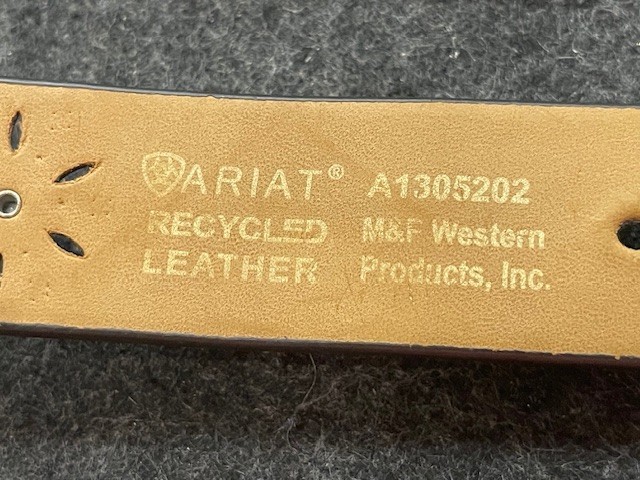 ARIAT® A1305202
RECYCLED M&F Western
LEATHER Products, Inc.